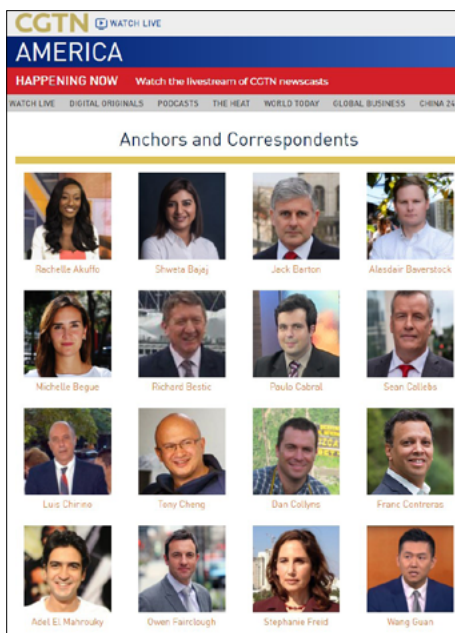 CGTN WATCH LIVE
AMERICA
HAPPENING NOW Watch the livestream of CGTN newscasts
WATCH LIVE DIGITAL ORIGINALS PODCASTS THE HEAT WORLD TODAY GLOBAL BUSINESS CHINA 24
Anchors and Correspondents
Rachelle Akuffo Shweta Bajaj Jack Barton Alasdair Baverstock
Michelle Begue Richard Bestic Paulo Cabral Sean Callebs
Luis Chirino Tony Cheng Dan Collyns Franc Contreras
Adel EL Mahrouky Owen Fairclough Stephanie Freid Wang Guan